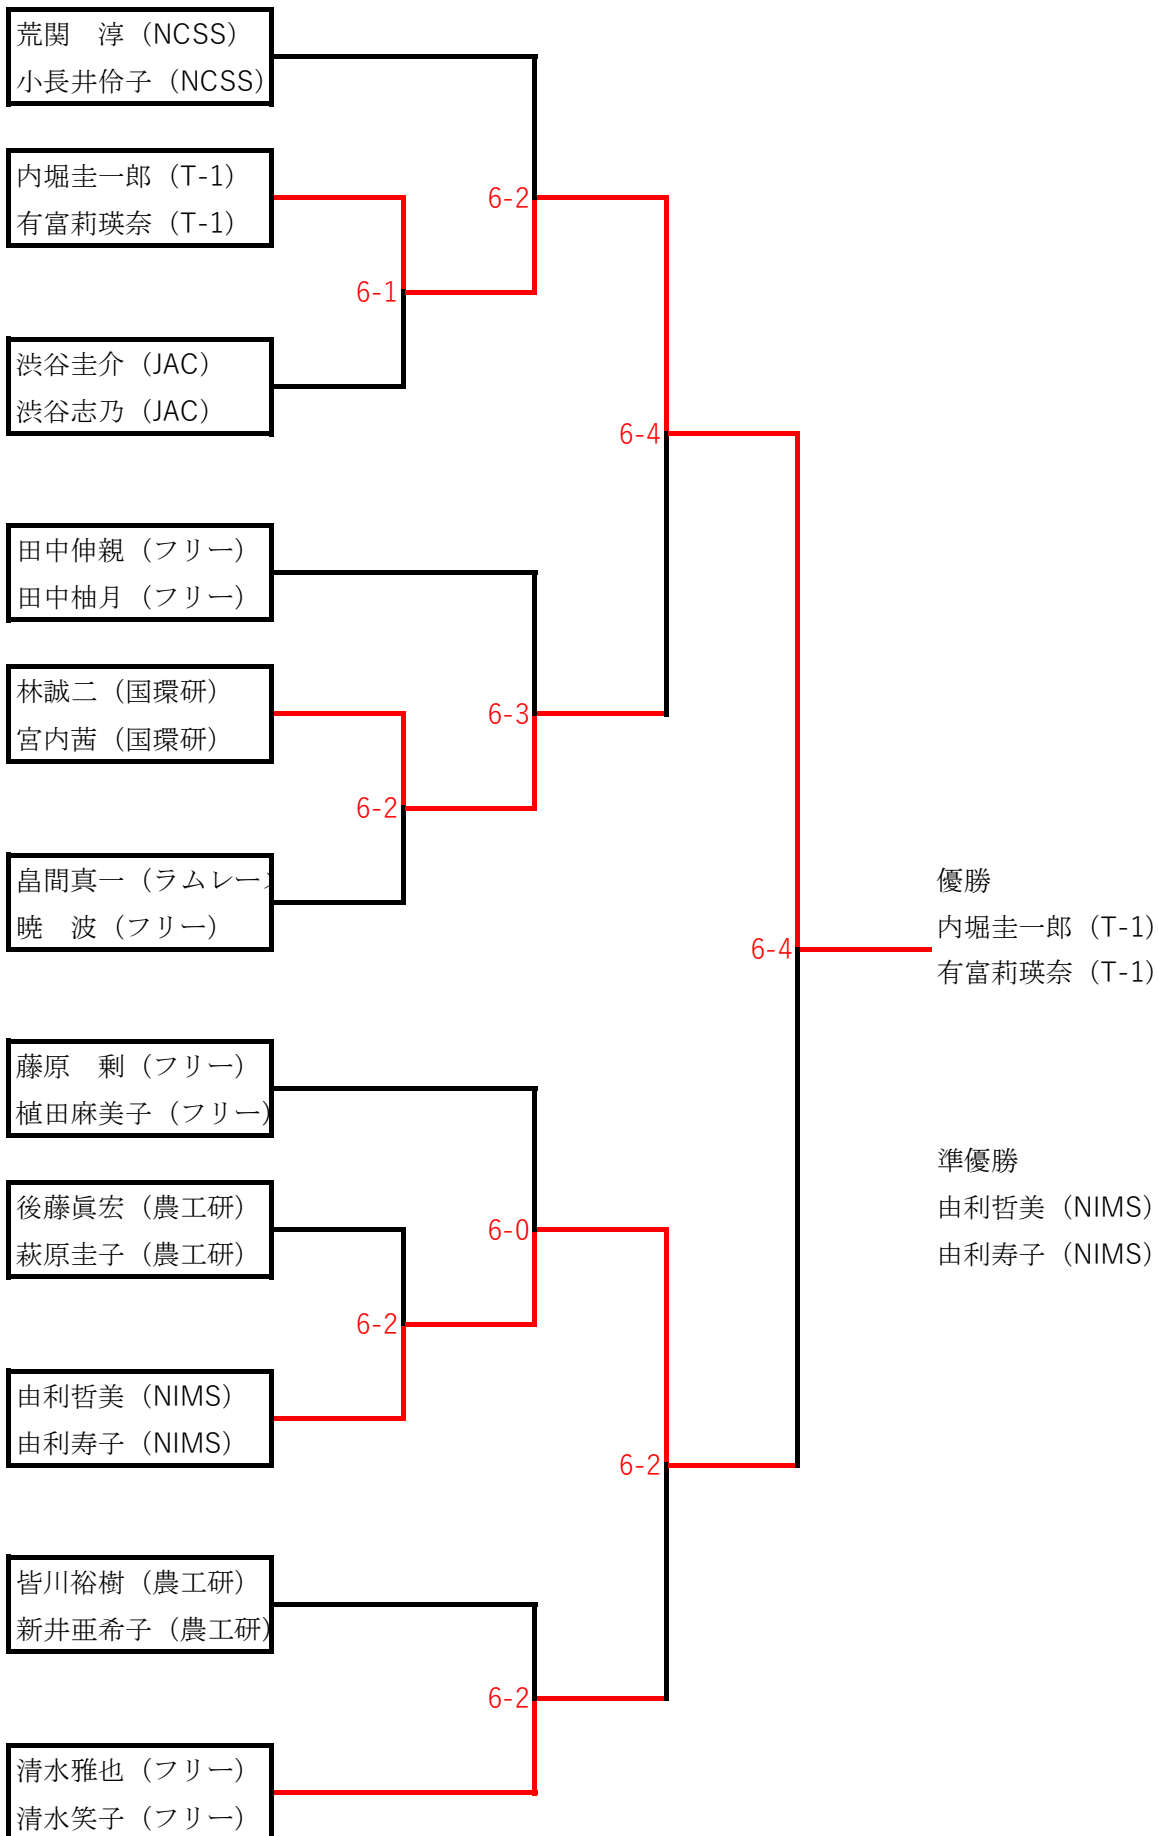 荒関　淳（NCSS）
小長井伶子（NCSS）
内堀圭一郎（T-1）
有富莉瑛奈（T-1）
6-2
6-1
渋谷圭介（JAC）
渋谷志乃（JAC）
6-4
田中伸親（フリー）
田中柚月（フリー）
林誠二（国環研）
宮内茜（国環研）
6-3
6-2
畠間真一（ラムレー
暁　波（フリー）
6-4
優勝
内堀圭一郎（T-1）
有富莉瑛奈（T-1）
藤原　剰（フリー）
植田麻美子（フリー）
後藤眞宏（農工研）
萩原圭子（農工研）
6-0
6-2
準優勝
由利哲美（NIMS）
由利寿子（NIMS）
由利哲美（NIMS）
由利寿子（NIMS）
6-2
皆川裕樹（農工研）
新井亜希子（農工研）
6-2
清水雅也（フリー）
清水笑子（フリー）